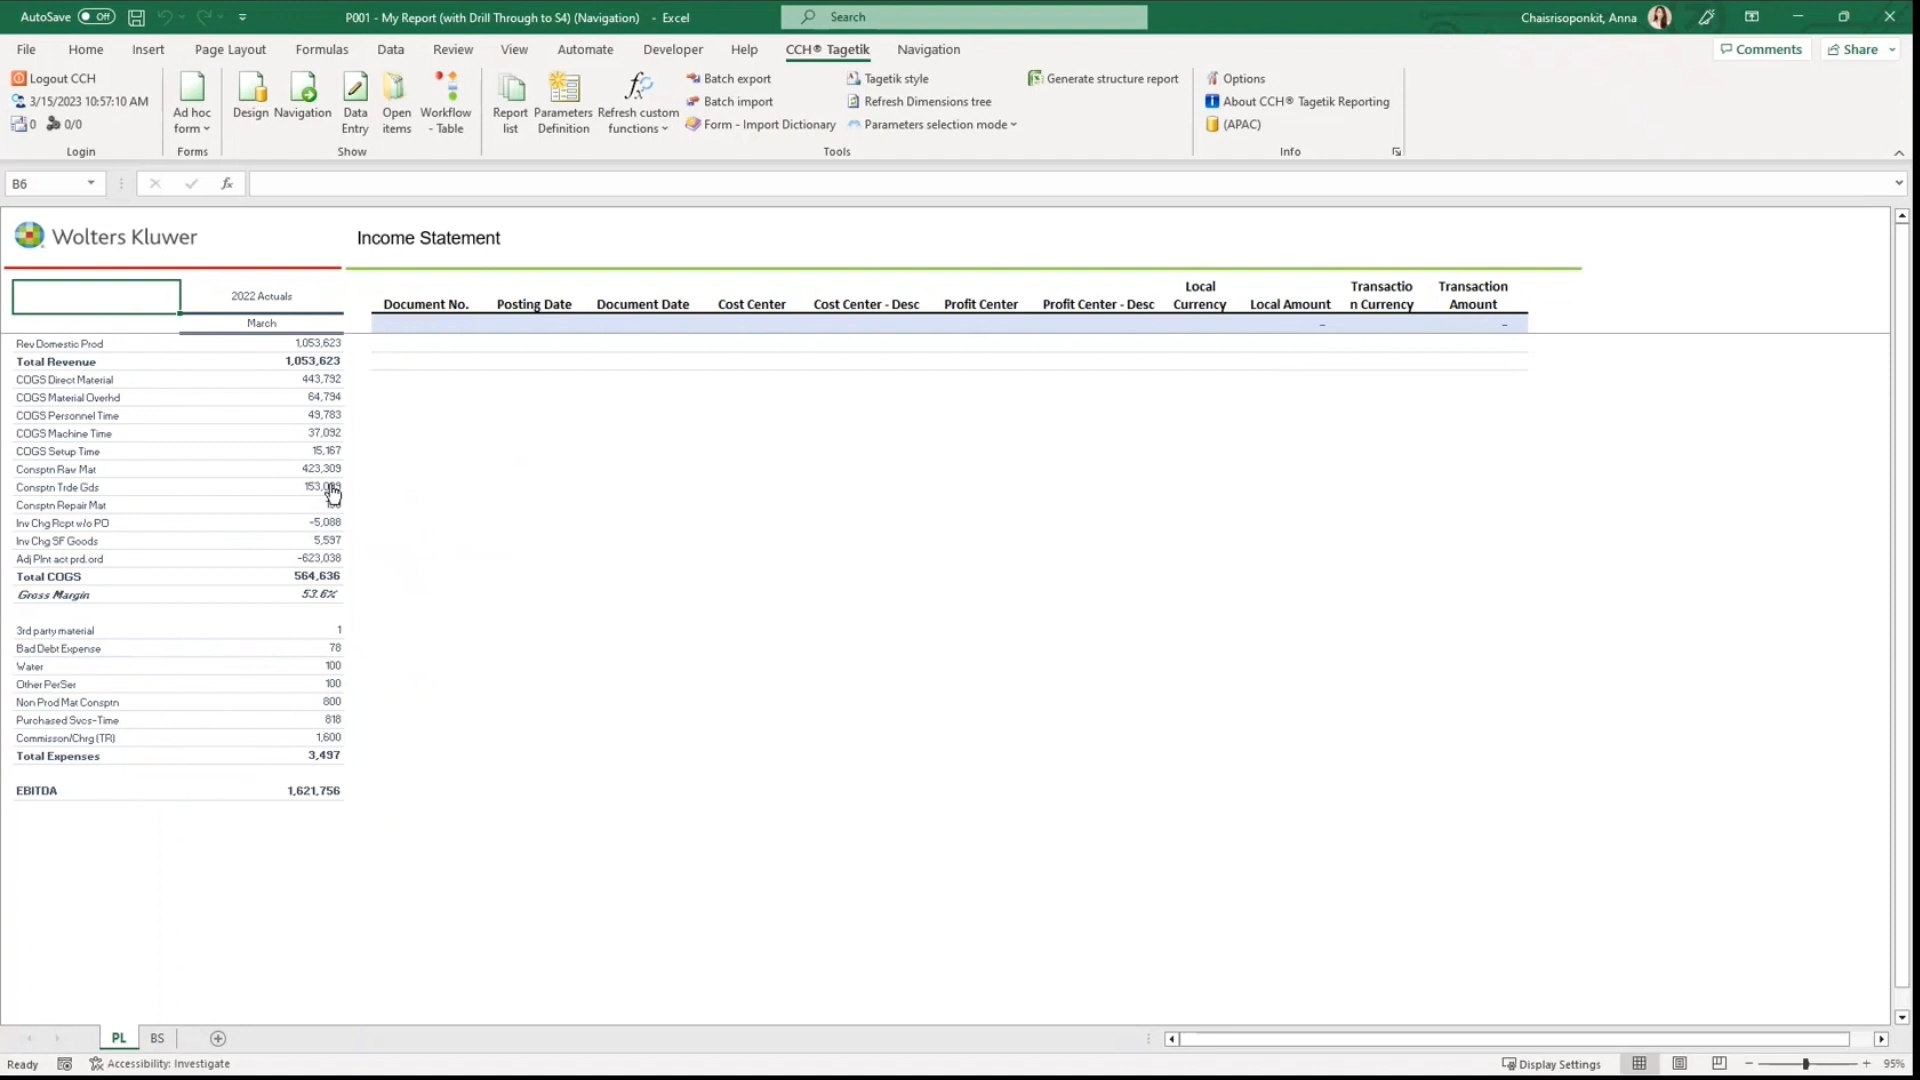 AutoSave Off P001 - My Report (with Drill Through to S4) (Navigation) - Excel Search Chaisrisoponkit, Anna
File Home Insert Page Layout Formulas Data Review View Automate Developer Help CCH® Tagetik Navigation Comments Share
Logout CCH
3/15/2023 10:57:10 AM
0 0/0
Login
Ad hoc
form
Forms
Design Navigation Data
Entry
Open
items
Workflow
- Table
Show
Report
list
Parameters
Definition
Refresh custom
functions
Batch export
Batch import
Form - Import Dictionary
Tagetik style
Refresh Dimensions tree
Parameters selection mode
Generate structure report
Tools
Options
About CCH® Tagetik Reporting
(APAC)
Info
B6 fx
Wolters Kluwer Income Statement
2022 Actuals
March
Document No. Posting Date Document Date Cost Center Cost Center - Desc Profit Center Profit Center - Desc Local
Currency Local Amount Transactio
n Currency Transaction
Amount
- -
Rev Domestic Prod 1,053,623
Total Revenue 1,053,623
COGS Direct Material 443,792
COGS Material Overhd 64,794
COGS Personnel Time 49,783
COGS Machine Time 37,092
COGS Setup Time 15,167
Consptn Raw Mat 423,309
Consptn Trde Gds
Consptn Repair Mat
Inv Chg Rcpt w/o PO -5,088
Inv Chg SF Goods 5,597
Adj Plnt act prd.ord -623,038
Total COGS 564,636
Gross Margin 53.6%
3rd party material 1
Bad Debt Expense 78
Water 100
Other PerSer 100
Non Prod Mat Consptn 800
Purchased Svcs-Time 818
Commisson/Chrg (TR) 1,600
Total Expenses 3,497
EBITDA 1,621,756
PL BS
Ready Accessibility: Investigate Display Settings 95%